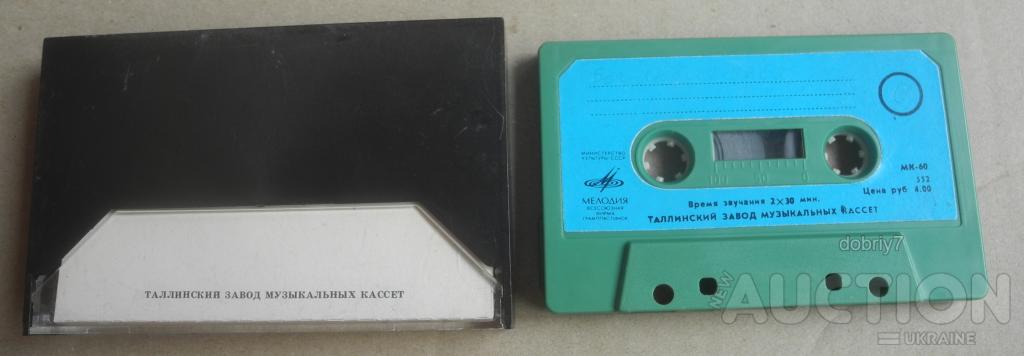 ТАЛЛИНСКИЙ ЗАВОД МУЗЫКАЛЬНЫХ КАССЕТ
МИНИСТЕРСТВО
КУЛЬТУРЫ СССР
МЕЛОДИЯ
ВСЕСОЮЗНАЯ
ФИРМА
ГРАМПЛАСТИНОК
100 50 0
МК-60
552
Цена руб 4.00
Время звучания 2×30 мин.
ТАЛЛИНСКИЙ ЗАВОД МУЗЫКАЛЬНЫХ КАССЕТ
dobriy7
NEW AUCTION
UKRAINE